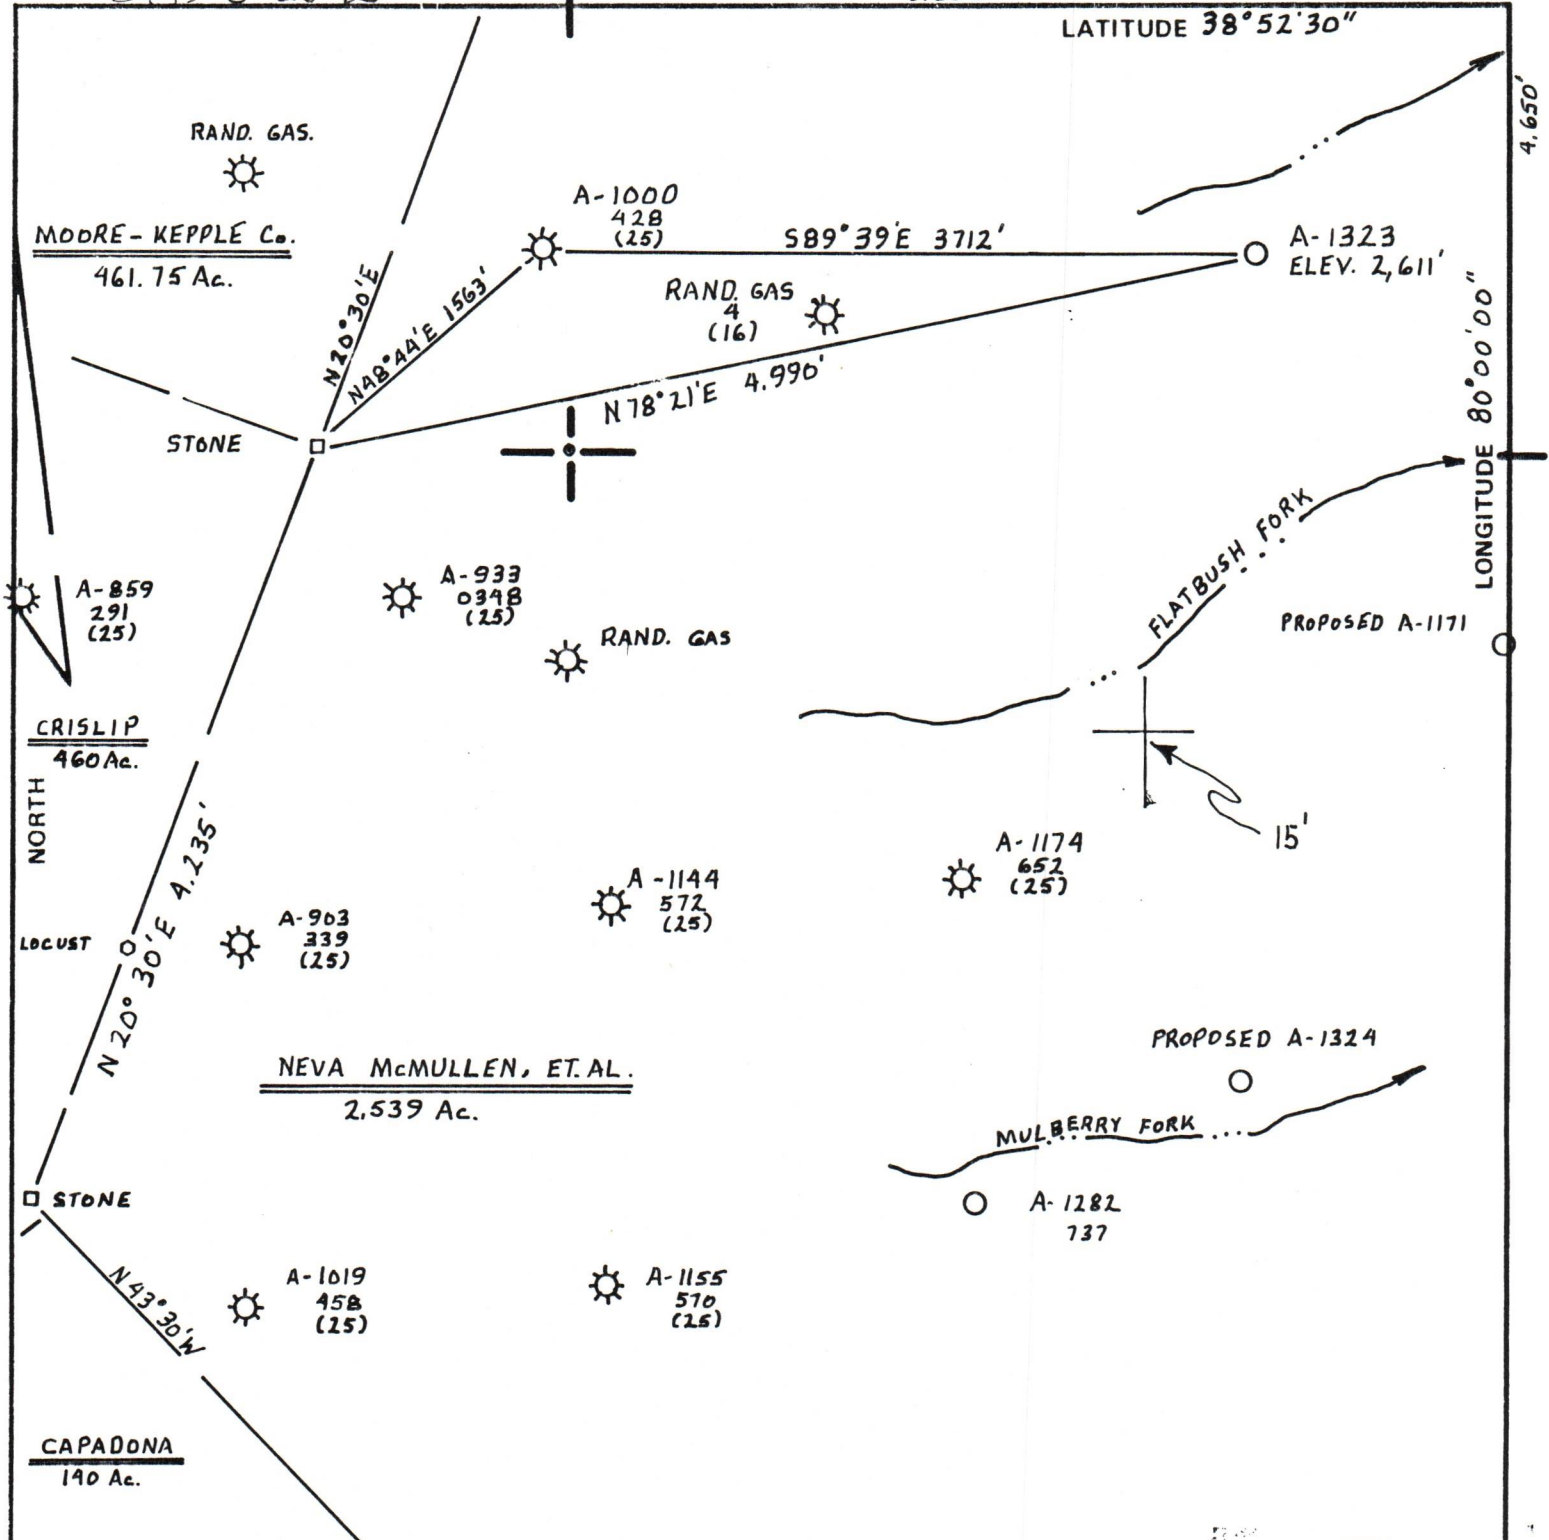 LATITUDE 38°52'30"
4,650'
RAND. GAS.
MOORE-KEPPLE Co.
461.75 Ac.
A-1000
428
(25)
S89°39'E 3712'
A-1323
ELEV. 2,611'
RAND. GAS
4
(16)
N20°30'E
N48°44'E 1563'
N78°21'E 4,990'
STONE
LONGITUDE 80°00'00"
A-859
291
(25)
A-933
0348
(25)
RAND. GAS
FLATBUSH FORK
PROPOSED A-1171
CRISLIP
460 Ac.
NORTH
15'
N20°30'E 4,235'
A-1174
652
(25)
A-1144
572
(25)
LOCUST
A-903
339
(25)
PROPOSED A-1324
NEVA McMULLEN, ET. AL.
2,539 Ac.
MULBERRY FORK
STONE
A-1282
737
N43°30'W
A-1019
458
(25)
A-1155
570
(25)
CAPADONA
140 Ac.